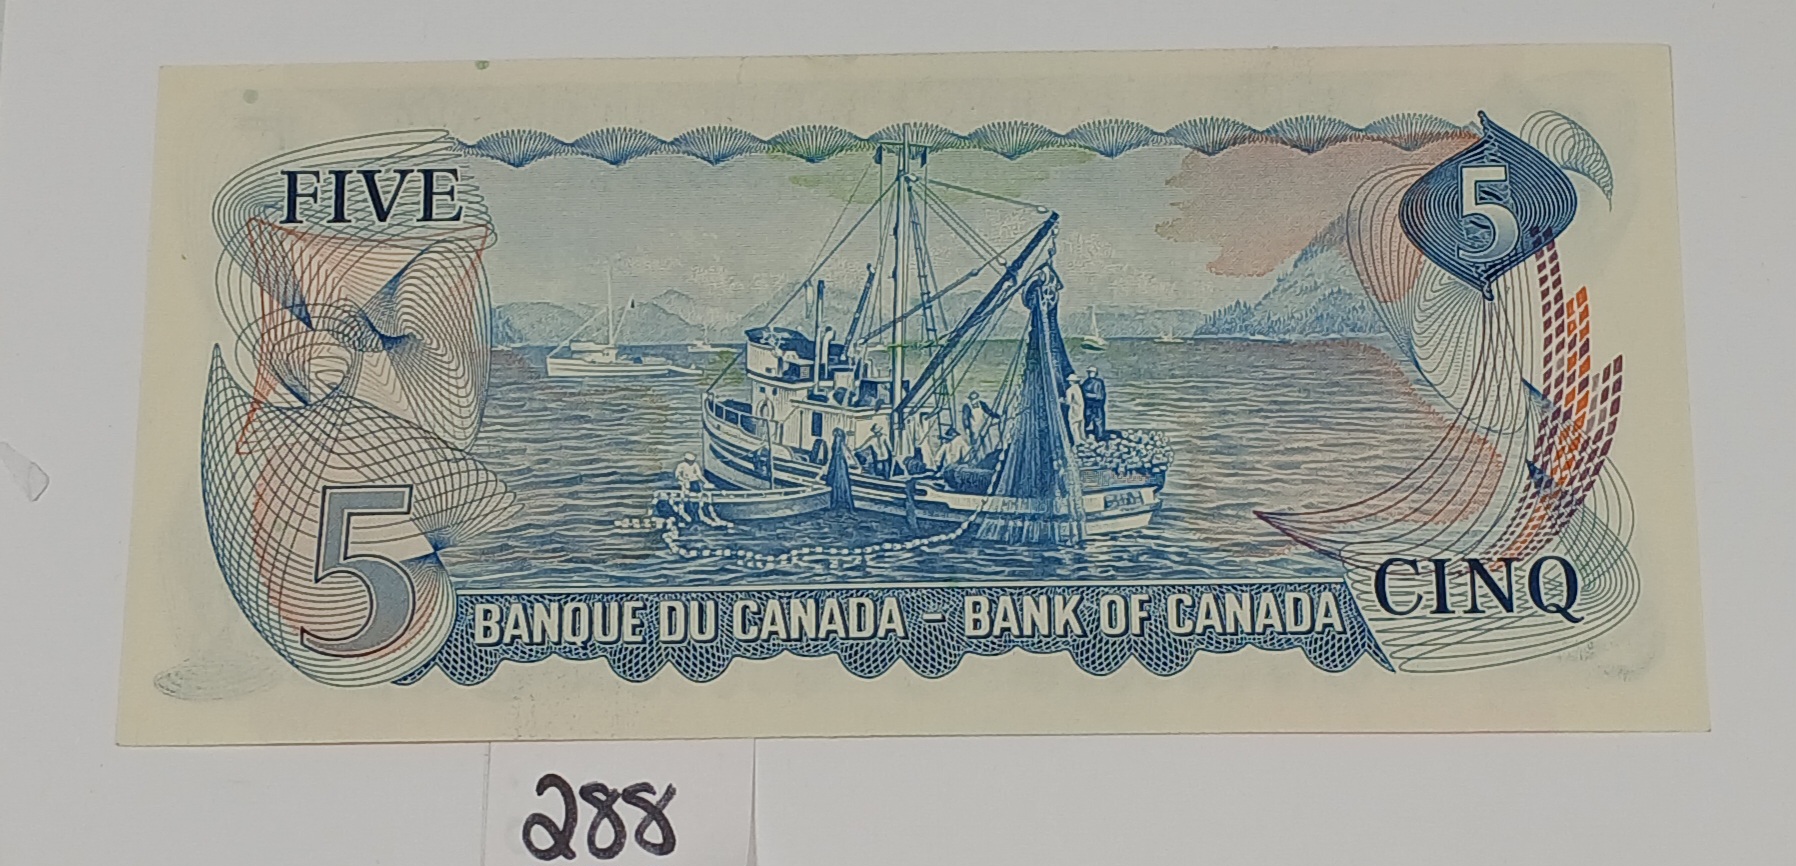 FIVE
5
5
CINQ
BANQUE DU CANADA – BANK OF CANADA
288